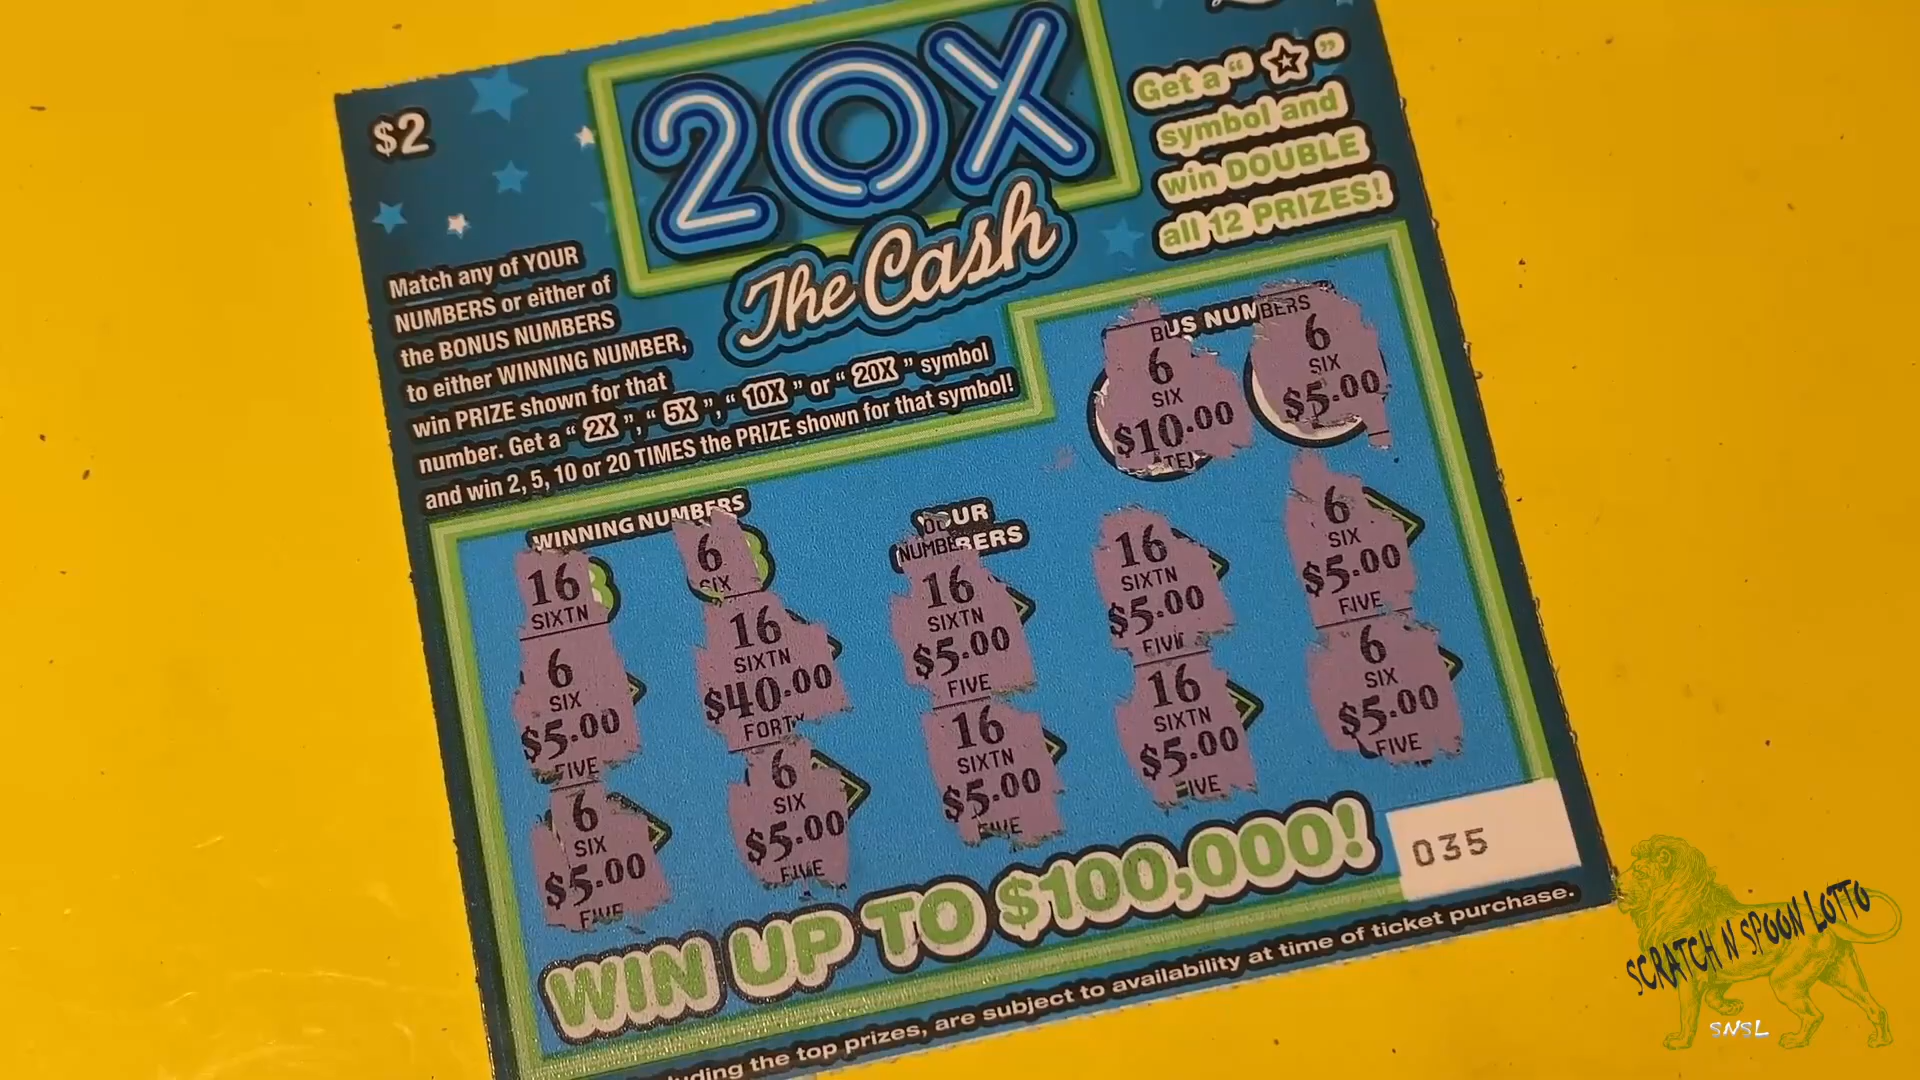 $2
20X
The Cash
Get a “☆”
symbol and
win DOUBLE
all 12 PRIZES!
Match any of YOUR
NUMBERS or either of
the BONUS NUMBERS
to either WINNING NUMBER,
win PRIZE shown for that
number. Get a “2X”, “5X”, “10X” or “20X” symbol
and win 2, 5, 10 or 20 TIMES the PRIZE shown for that symbol!
BUS NUMBERS
6
SIX
$10.00
6
SIX
$5.00
WINNING NUMBERS
16
SIXTN
6
SIX
YOUR
NUMBERS
6
SIX
$5.00
FIVE
16
SIXTN
$40.00
FORTY
16
SIXTN
$5.00
FIVE
16
SIXTN
$5.00
FIVE
6
SIX
$5.00
FIVE
6
SIX
$5.00
FIVE
6
SIX
$5.00
FIVE
16
SIXTN
$5.00
FIVE
16
SIXTN
$5.00
FIVE
6
SIX
$5.00
FIVE
WIN UP TO $100,000!
035
the top prizes, are subject to availability at time of ticket purchase.
SCRATCH N SPOON LOTTO
SNSL